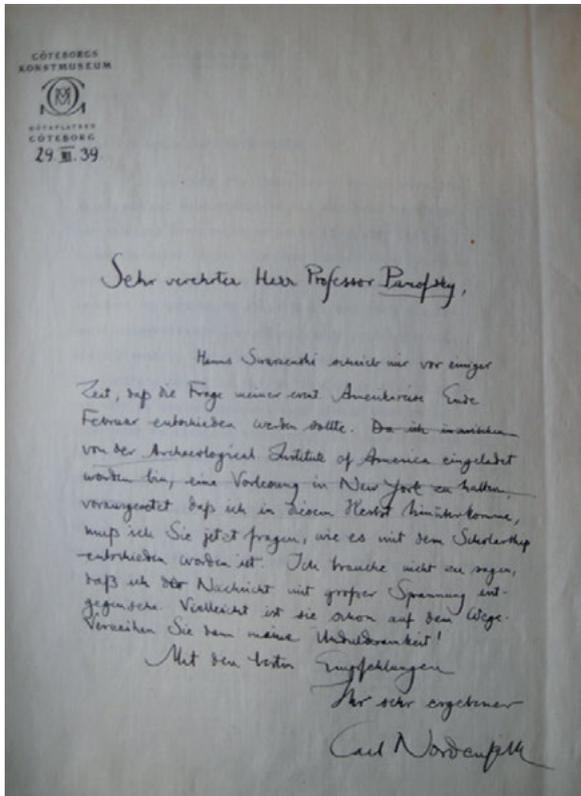 GÖTEBORGS
KONSTMUSEUM
GÖTAPLATSEN
GÖTEBORG
29. III. 39.
Sehr verehrter Herr Professor Panofsky,
Hanns Swarzenski schrieb mir vor einiger
Zeit, daß die Frage meiner event. Amerikareise Ende
Februar entschieden werden sollte. Da ich inzwischen
von der Archaeological Institute of America eingeladet
worden bin, eine Vorlesung in New York zu halten,
vorausgesetzt daß ich in diesem Herbst hinüberkomme,
muß ich Sie jetzt fragen, wie es mit dem Scholarship
entschieden worden ist. Ich brauche nicht zu sagen,
daß ich der Nachricht mit großer Spannung ent-
gegensehe. Vielleicht ist sie schon auf dem Wege.
Verzeihen Sie dann meine Unduldsamkeit!
Mit den besten Empfehlungen
Ihr sehr ergebener
Carl Nordenfalk